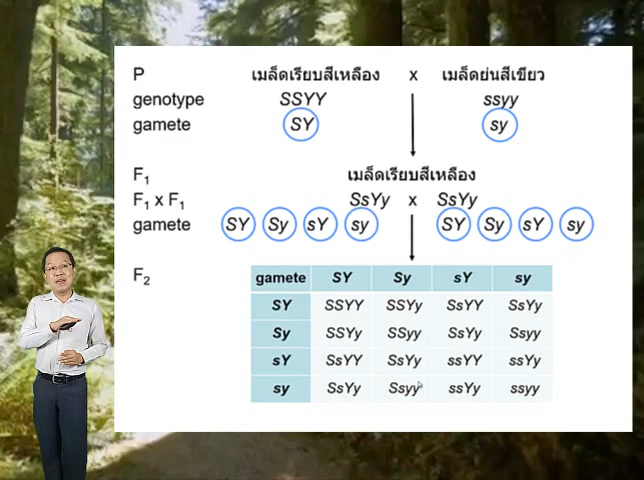 P เมล็ดเรียบสีเหลือง x เมล็ดย่นสีเขียว
genotype SSYY ssyy
gamete SY sy
F₁ เมล็ดเรียบสีเหลือง
F₁ x F₁ SsYy x SsYy
gamete SY Sy sY sy SY Sy sY sy
F₂
gamete SY Sy sY sy
SY SSYY SSYy SsYY SsYy
Sy SSYy SSyy SsYy Ssyy
sY SsYY SsYy ssYY ssYy
sy SsYy Ssyy ssYy ssyy